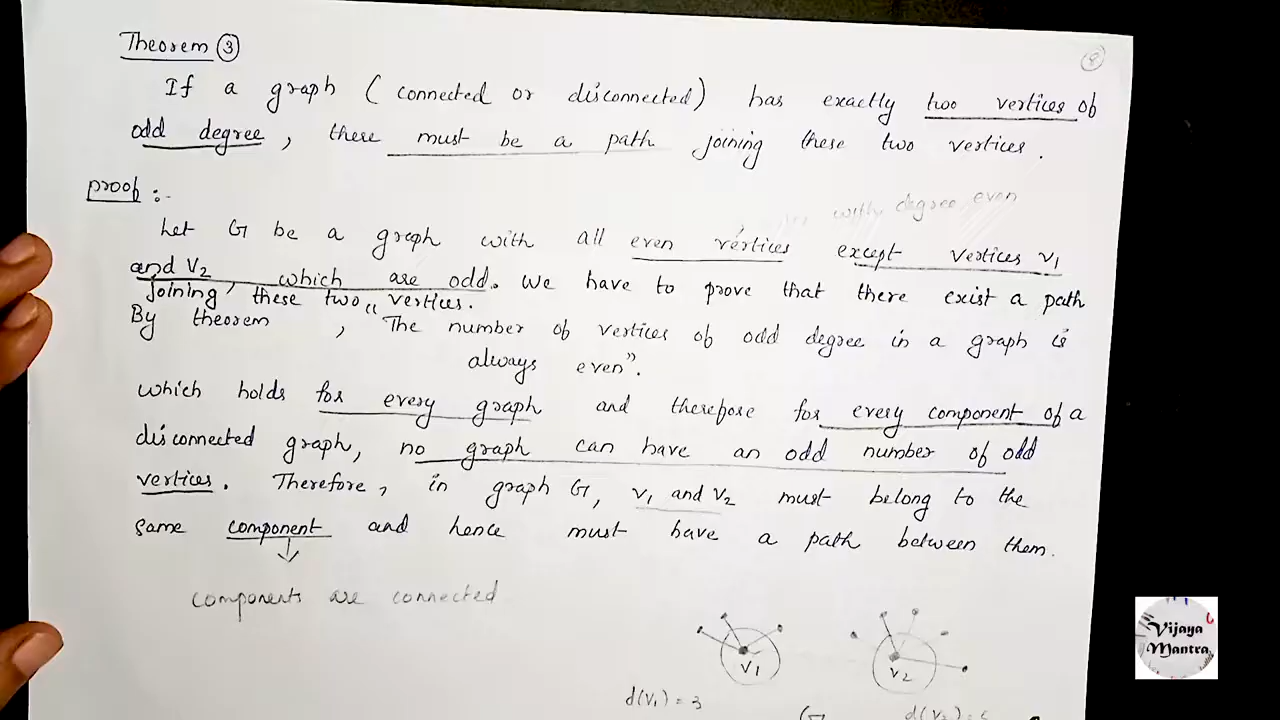 Theorem ③
⑧
If a graph (connected or disconnected) has exactly two vertices of
odd degree, there must be a path joining these two vertices.
Proof :-
with degree even
Let G be a graph with all even vertices except vertices v1
and v2, which are odd. We have to prove that there exist a path
joining these two vertices.
By theorem , "The number of vertices of odd degree in a graph is
always even".
which holds for every graph and therefore for every component of a
disconnected graph, no graph can have an odd number of odd
vertices. Therefore, in graph G, v1 and v2 must belong to the
same component and hence must have a path between them.
components are connected
v1 v2
d(v1) = 3 d(v2) =
G
Vijaya
Mantra